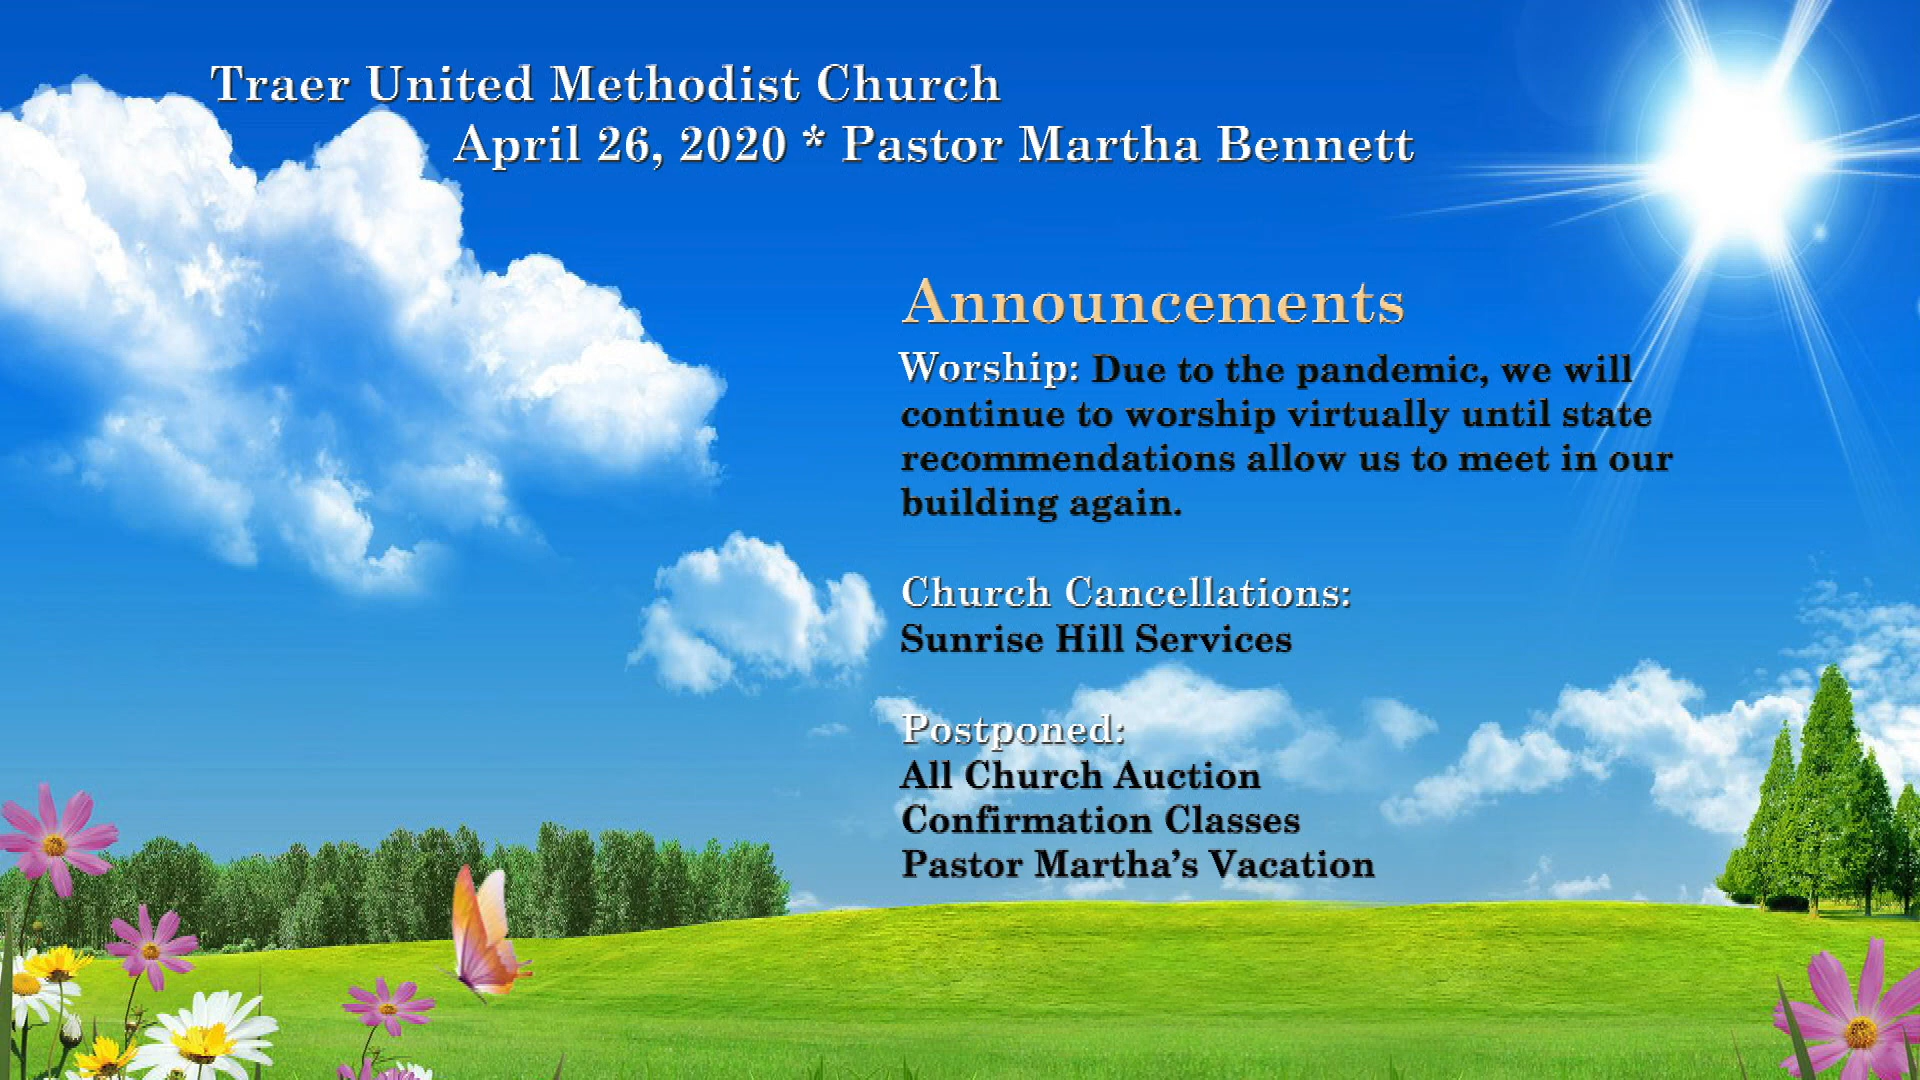 Traer United Methodist Church
April 26, 2020 * Pastor Martha Bennett
Announcements
Worship: Due to the pandemic, we will
continue to worship virtually until state
recommendations allow us to meet in our
building again.
Church Cancellations:
Sunrise Hill Services
Postponed:
All Church Auction
Confirmation Classes
Pastor Martha’s Vacation